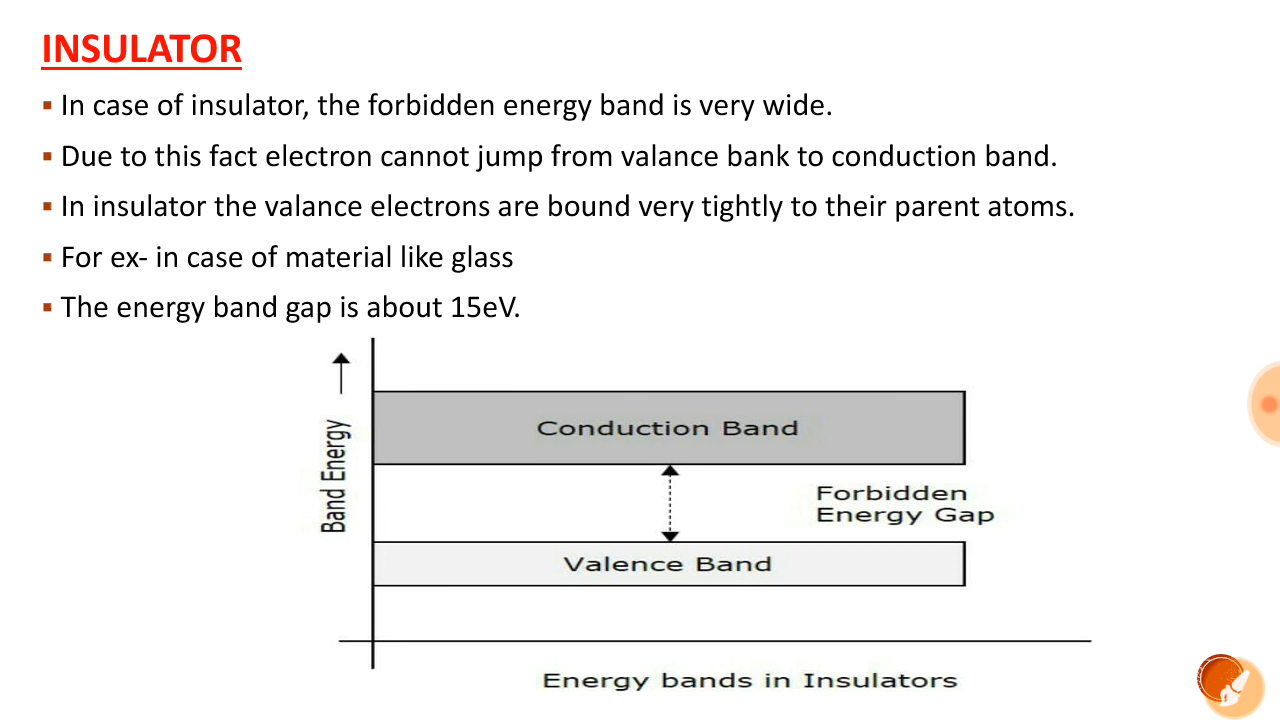 INSULATOR
▪ In case of insulator, the forbidden energy band is very wide.
▪ Due to this fact electron cannot jump from valance bank to conduction band.
▪ In insulator the valance electrons are bound very tightly to their parent atoms.
▪ For ex- in case of material like glass
▪ The energy band gap is about 15eV.
Band Energy
Conduction Band
Forbidden
Energy Gap
Valence Band
Energy bands in Insulators